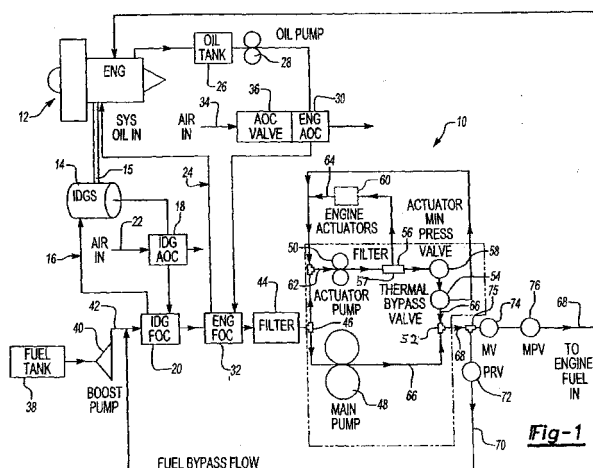 ENG
12
OIL
TANK
26
OIL PUMP
28
SYS
OIL IN
34
AIR
IN
36
AOC
VALVE
30
ENG
AOC
10
14
15
IDGS
24
22
AIR
IN
18
IDG
AOC
16
64
60
ENGINE
ACTUATORS
ACTUATOR
MIN
PRESS
VALVE
50
FILTER
56
58
62
57
ACTUATOR
PUMP
THERMAL
BYPASS
VALVE
54
66
75
74
76
68
44
42
40
FUEL
TANK
38
BOOST
PUMP
IDG
FOC
20
ENG
FOC
32
FILTER
46
52
68
MV
MPV
TO
ENGINE
FUEL
IN
PRV
72
MAIN
PUMP
48
66
70
FUEL BYPASS FLOW
Fig-1